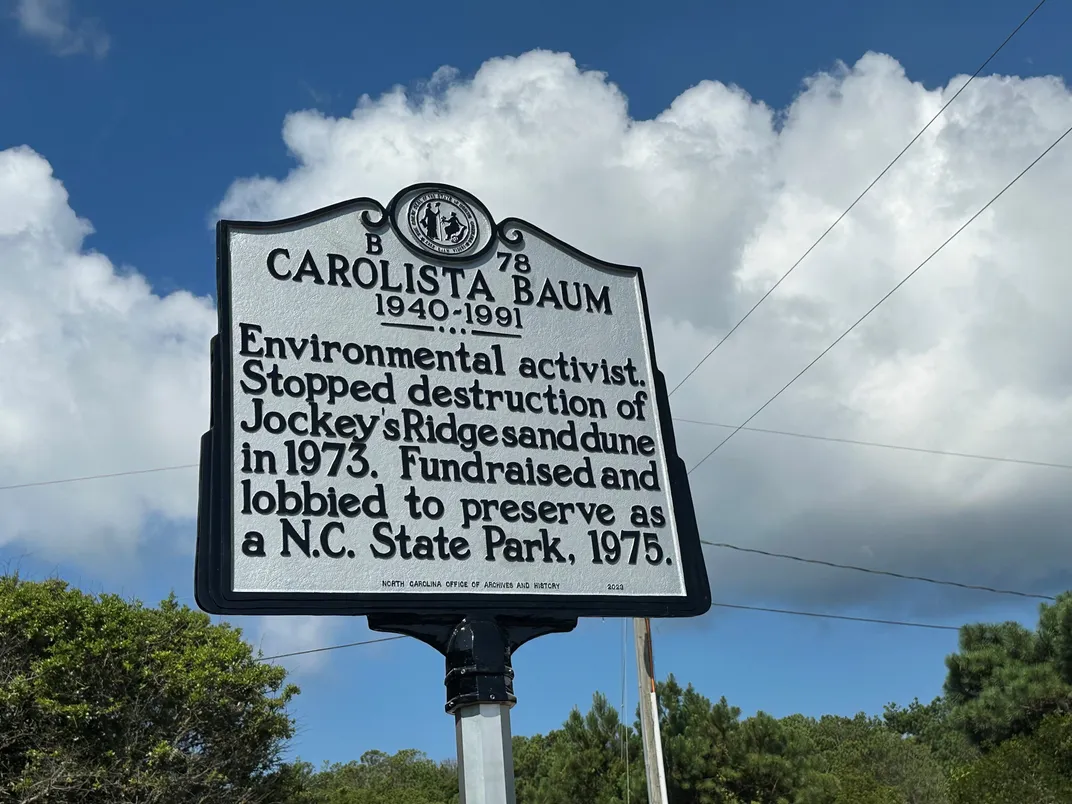 B 78
CAROLISTA BAUM
1940-1991
Environmental activist.
Stopped destruction of
Jockey's Ridge sand dune
in 1973. Fundraised and
lobbied to preserve as
a N.C. State Park, 1975.
NORTH CAROLINA OFFICE OF ARCHIVES AND HISTORY 2023